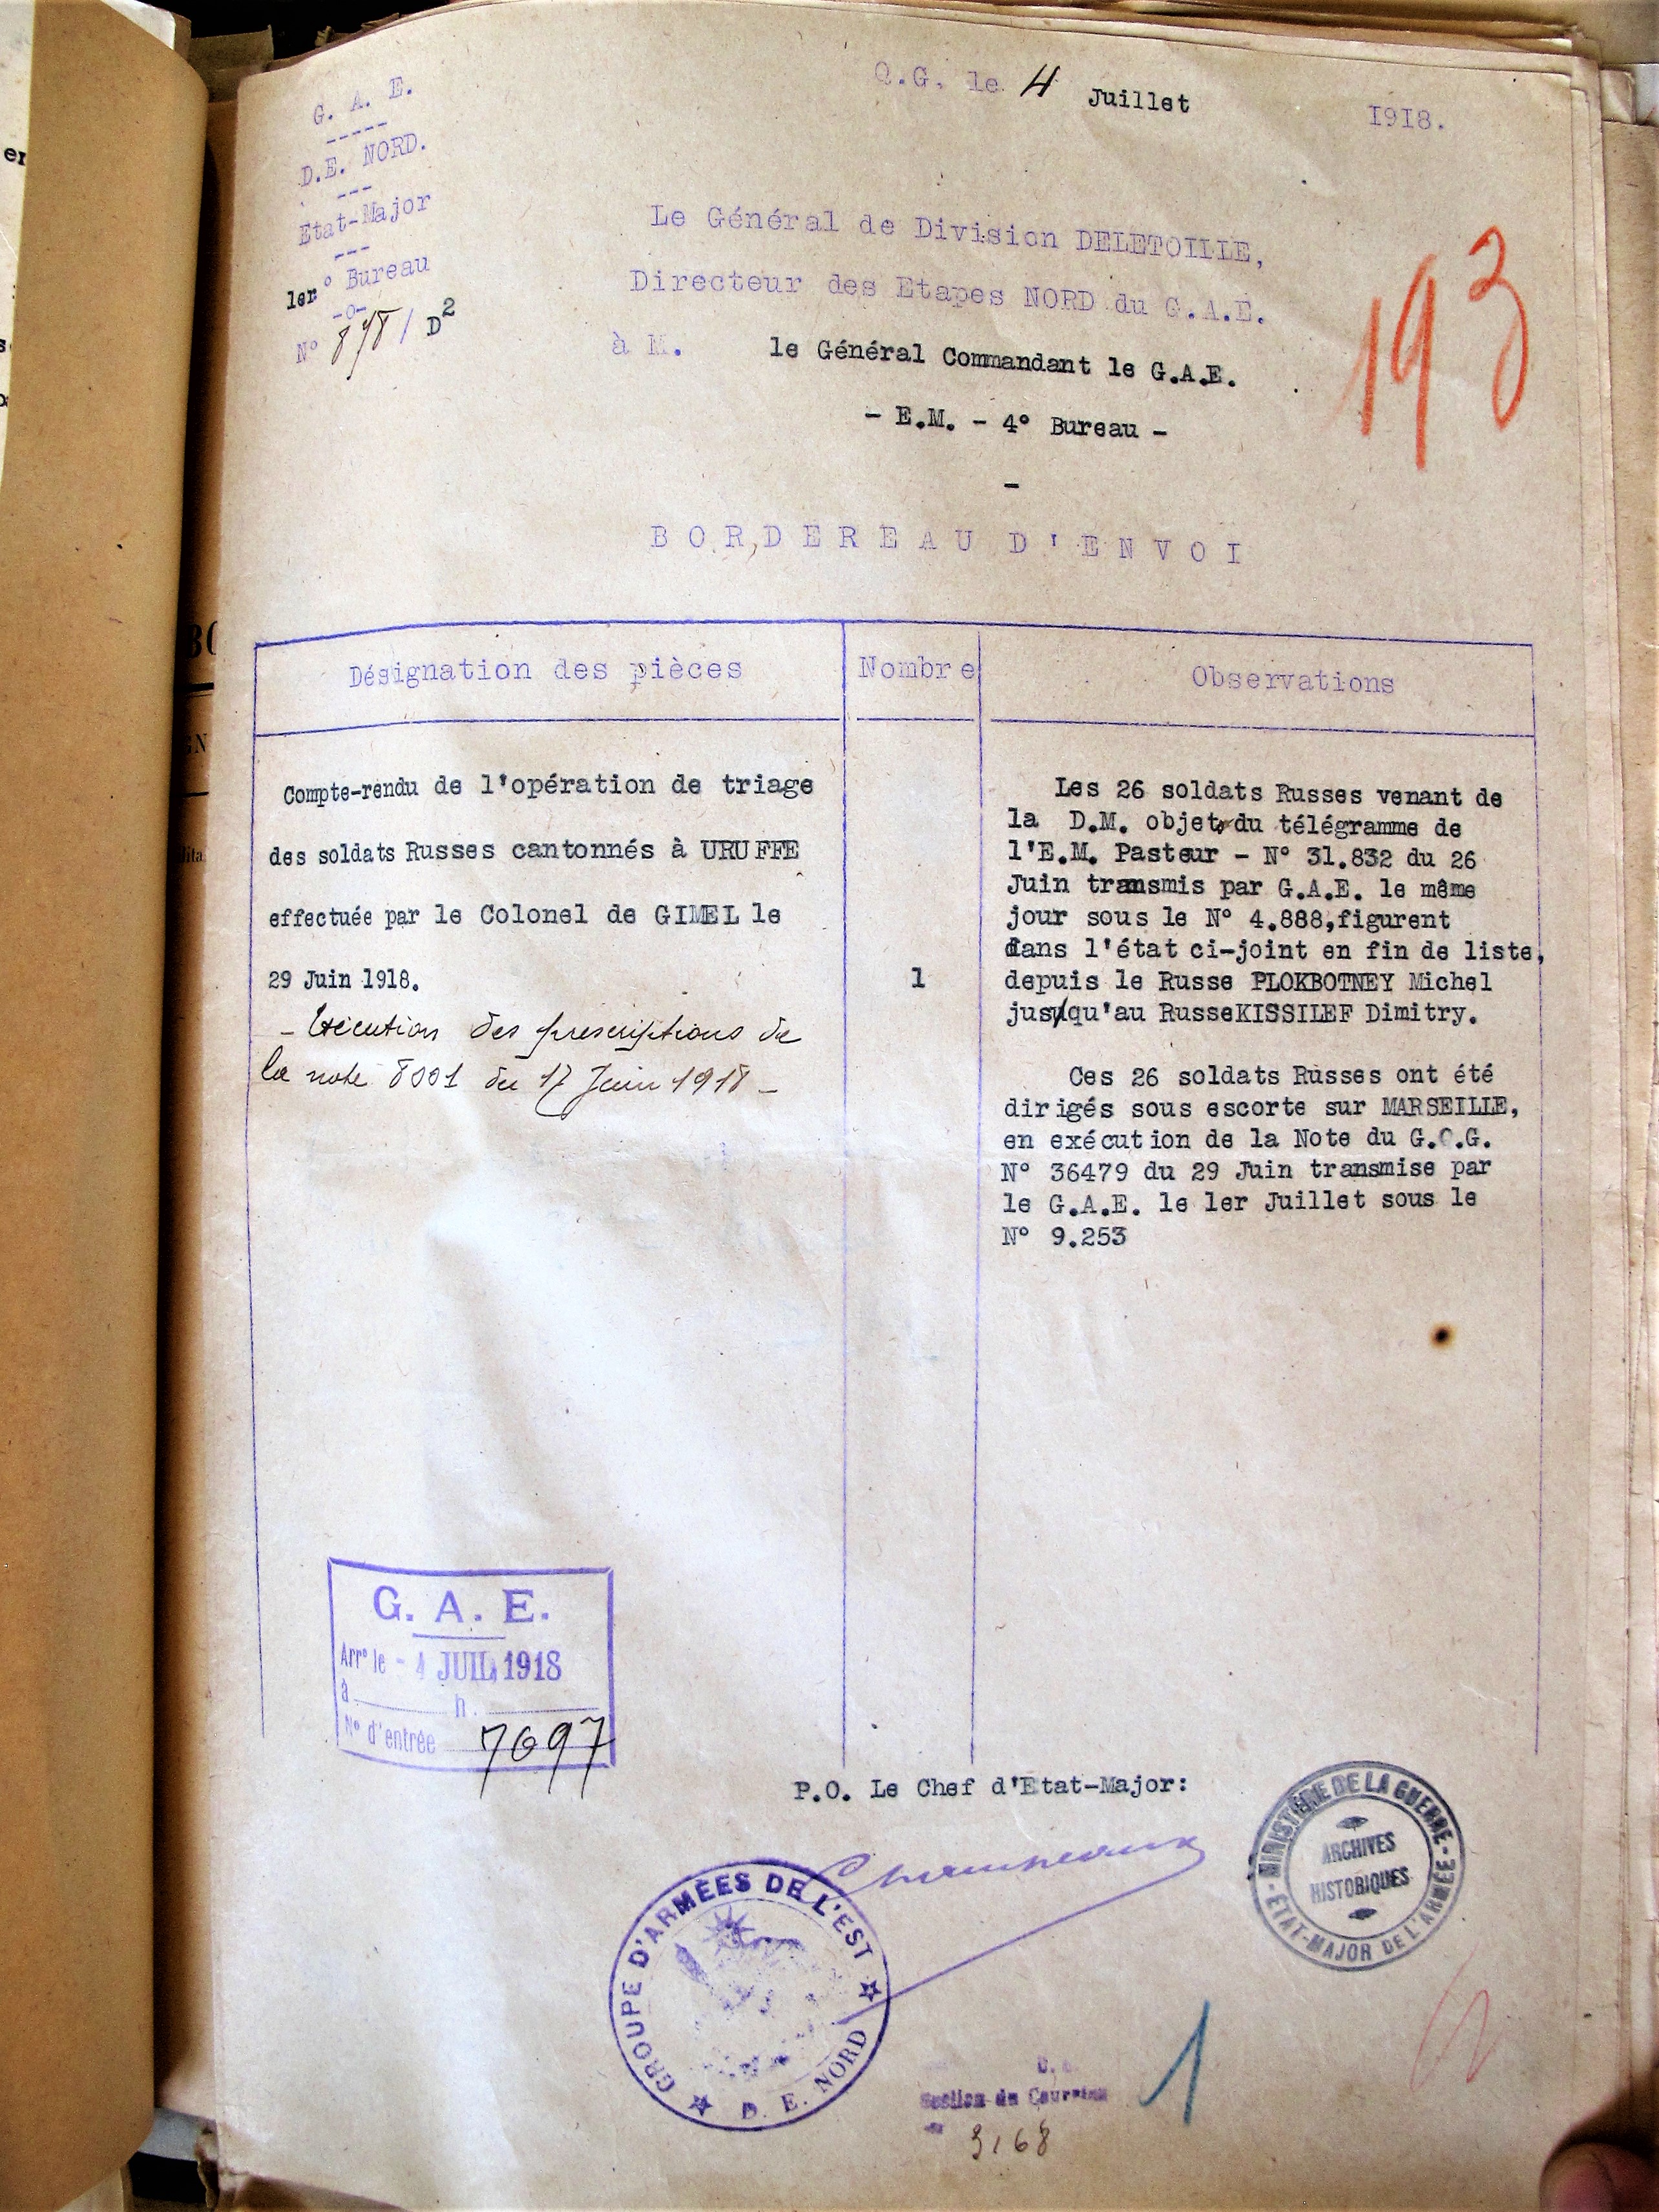 G. A. E.
D.E. NORD.
Etat-Major
1er° Bureau
-o-
N° 878 / D2
Q.G. le 4 Juillet 1918.
193
Le Général de Division DELETOILLE,
Directeur des Etapes NORD du G.A.E.
à M. le Général Commandant le G.A.E.
- E.M. - 4° Bureau -
-
BORDEREAU D'ENVOI
Désignation des pièces
Nombre
Observations
Compte-rendu de l'opération de triage
des soldats Russes cantonnés à URUFFE
effectuée par le Colonel de GIMEL le
29 Juin 1918.
- Exécution des prescriptions de
la note 8001 du 17 Juin 1918 -
1
Les 26 soldats Russes venant de
la D.M. objet du télégramme de
l'E.M. Pasteur - N° 31.832 du 26
Juin transmis par G.A.E. le même
jour sous le N° 4.888,figurent
dans l'état ci-joint en fin de liste,
depuis le Russe PLOKBOTNEY Michel
jusqu'au RusseKISSILEF Dimitry.
Ces 26 soldats Russes ont été
dirigés sous escorte sur MARSEILLE,
en exécution de la Note du G.Q.G.
N° 36479 du 29 Juin transmise par
le G.A.E. le 1er Juillet sous le
N° 9.253
G. A. E.
Arrᵉ le - 4 JUIL 1918
à h.
N° d'entrée 7697
P.O. Le Chef d'Etat-Major:
GROUPE D'ARMÉES DE L'EST
D. E. NORD
MINISTÈRE DE LA GUERRE
ARCHIVES
HISTORIQUES
ÉTAT-MAJOR DE L'ARMÉE
Section du Courrier
3168
1